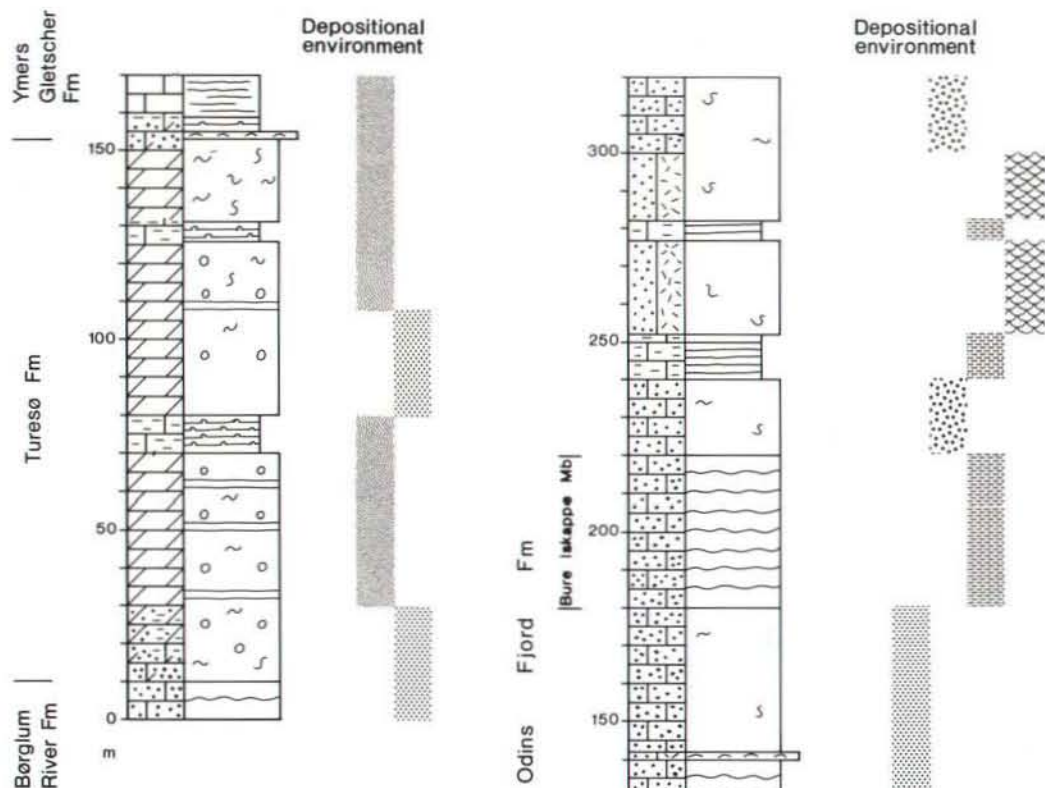 Depositional
environment
Ymers
Gletscher
Fm
150
100
Turesø Fm
50
0
m
Børglum
River Fm
Depositional
environment
300
250
Bure Iskappe Mb
200
Odins Fjord Fm
150